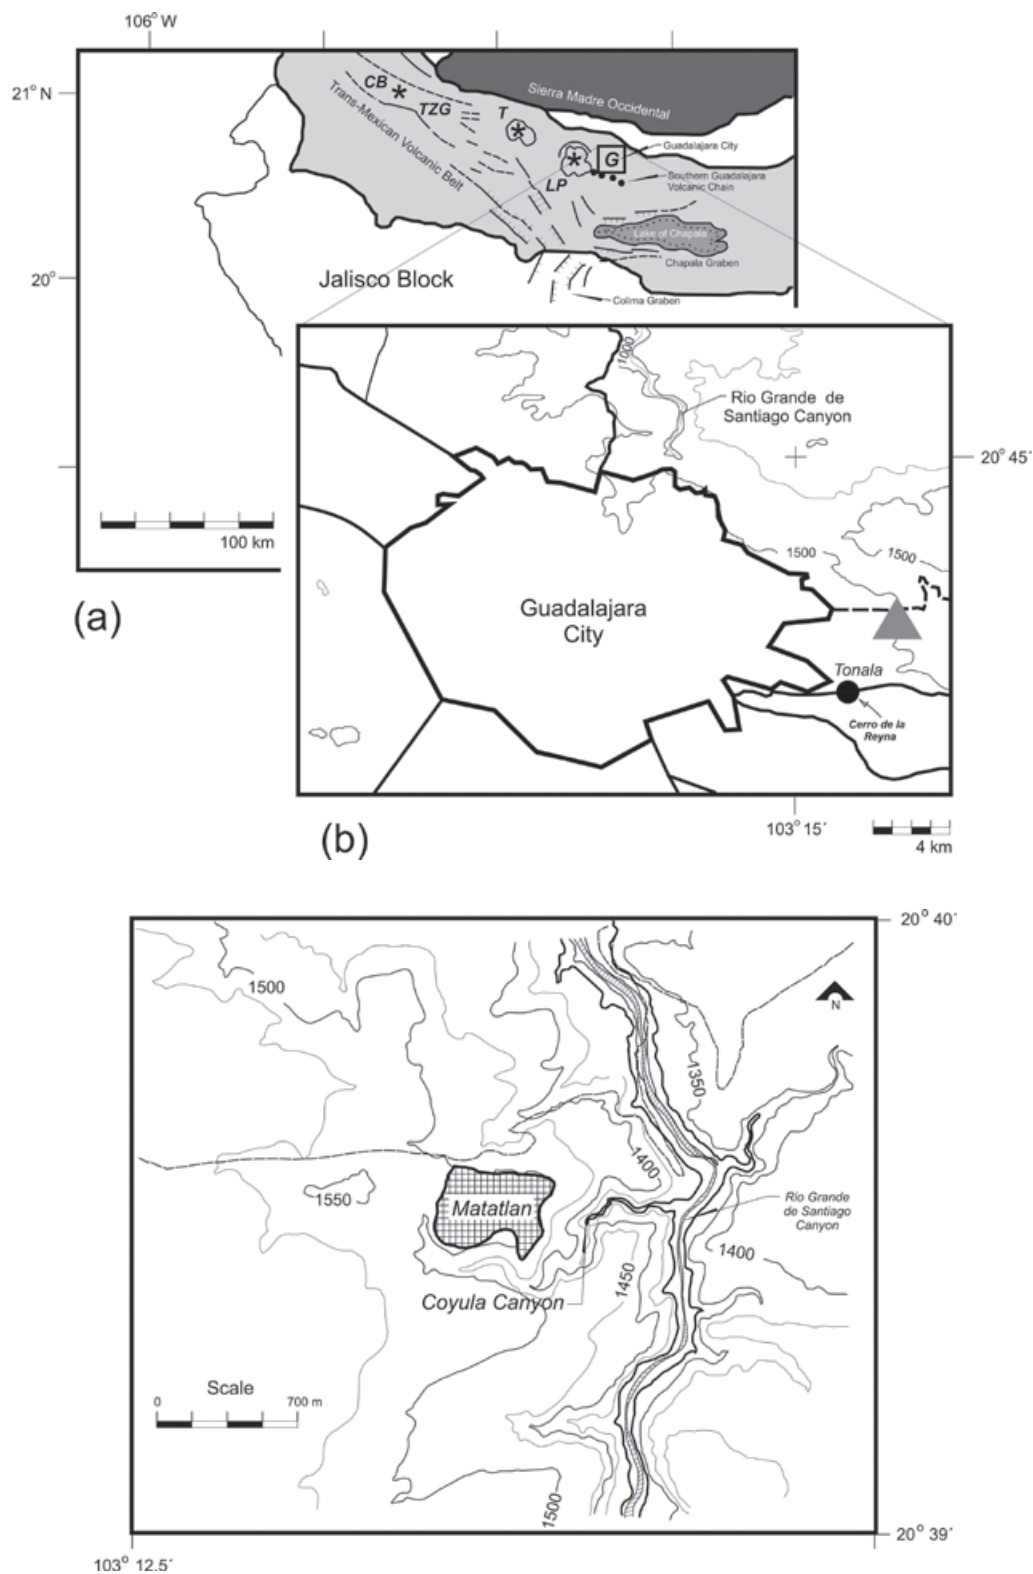 106° W
21° N
CB
TZG
T
Sierra Madre Occidental
Trans-Mexican Volcanic Belt
G
Guadalajara City
LP
Southern Guadalajara
Volcanic Chain
Lake of Chapala
Chapala Graben
20°
Jalisco Block
Colima Graben
100 km
(a)
1000
Rio Grande de
Santiago Canyon
20° 45´
1500
1500
Guadalajara
City
Tonala
Cerro de la
Reyna
(b)
103° 15´
4 km
20° 40´
1500
N
1350
1400
1550
Matatlan
Río Grande
de Santiago
Canyon
1400
1450
Coyula Canyon
Scale
0
700 m
1500
20° 39´
103° 12.5´